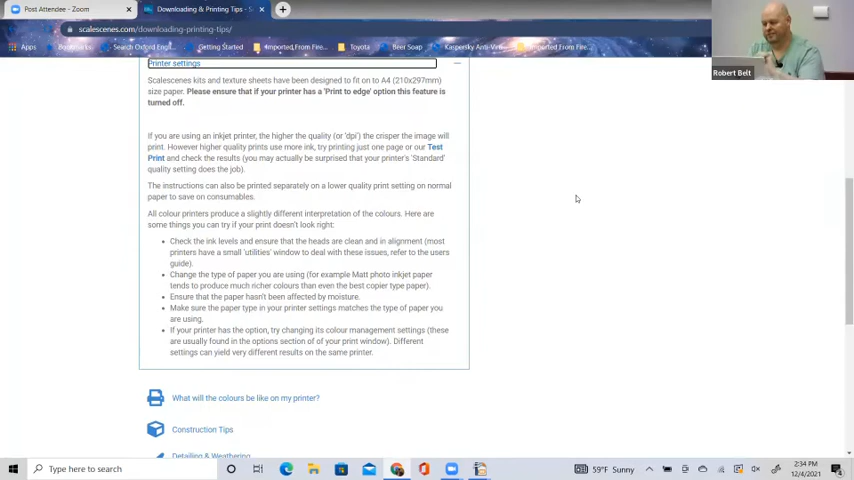 Post Attendee - Zoom
Downloading & Printing Tips - S
scalescenes.com/downloading-printing-tips/
Apps
Bookmarks
Search Oxford Engl...
Getting Started
Imported From Fire...
Toyota
Beer Soap
Kaspersky Anti-Viru...
Imported From Fire...
Robert Belt
Printer settings
Scalescenes kits and texture sheets have been designed to fit on to A4 (210x297mm)
size paper. Please ensure that if your printer has a 'Print to edge' option this feature is
turned off.
If you are using an inkjet printer, the higher the quality (or 'dpi') the crisper the image will
print. However higher quality prints use more ink, try printing just one page or our Test
Print and check the results (you may actually be surprised that your printer's 'Standard'
quality setting does the job).
The instructions can also be printed separately on a lower quality print setting on normal
paper to save on consumables.
All colour printers produce a slightly different interpretation of the colours. Here are
some things you can try if your print doesn't look right:
Check the ink levels and ensure that the heads are clean and in alignment (most
printers have a small 'utilities' window to deal with these issues, refer to the users
guide).
Change the type of paper you are using (for example Matt photo inkjet paper
tends to produce much richer colours than even the best copier type paper).
Ensure that the paper hasn't been affected by moisture.
Make sure the paper type in your printer settings matches the type of paper you
are using.
If your printer has the option, try changing its colour management settings (these
are usually found in the options section of of your print window). Different
settings can yield very different results on the same printer.
What will the colours be like on my printer?
Construction Tips
Detailing & Weathering
Type here to search
59°F Sunny
2:34 PM
12/4/2021